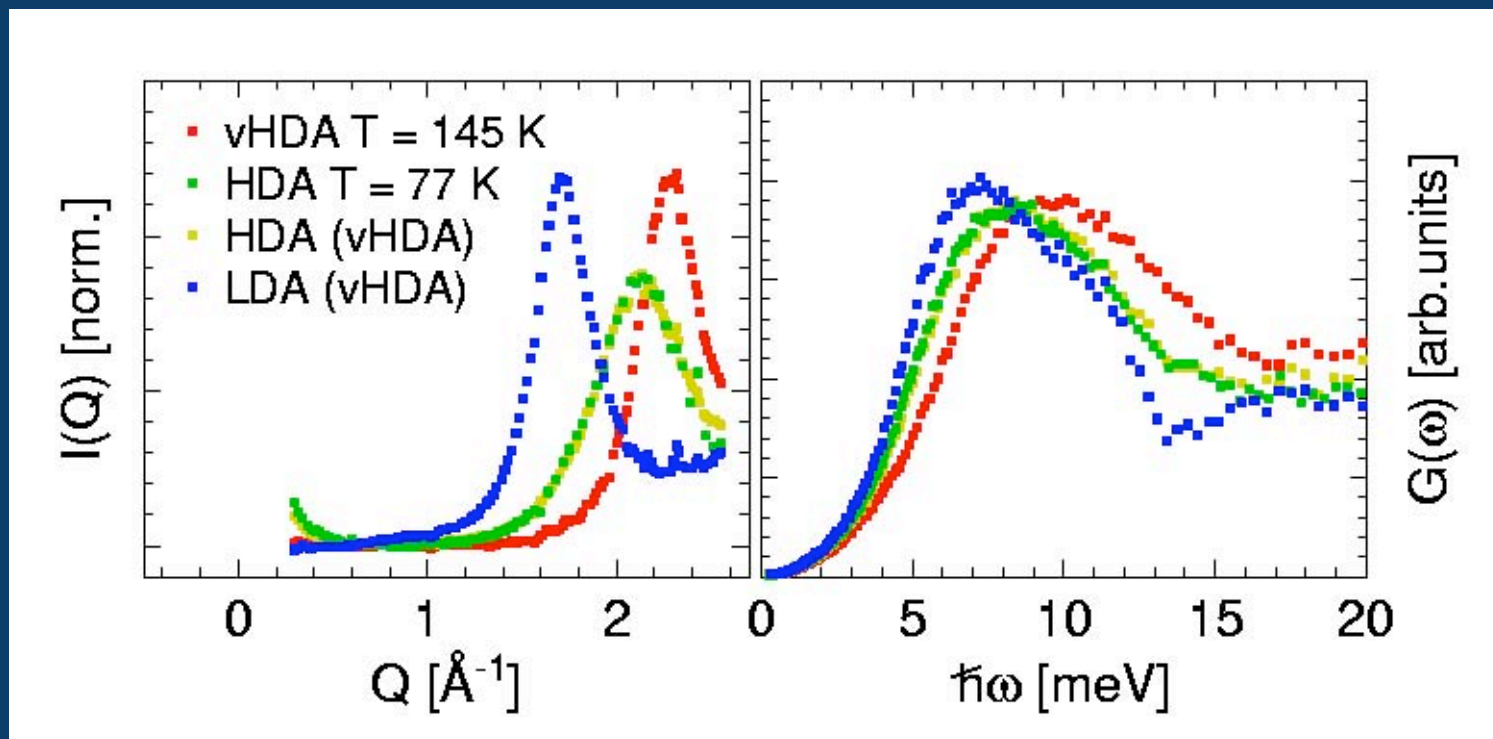 vHDA T = 145 K
HDA T = 77 K
HDA (vHDA)
LDA (vHDA)
I(Q) [norm.]
G(ω) [arb.units]
0 1 2
0 5 10 15 20
Q [Å⁻¹]
ħω [meV]